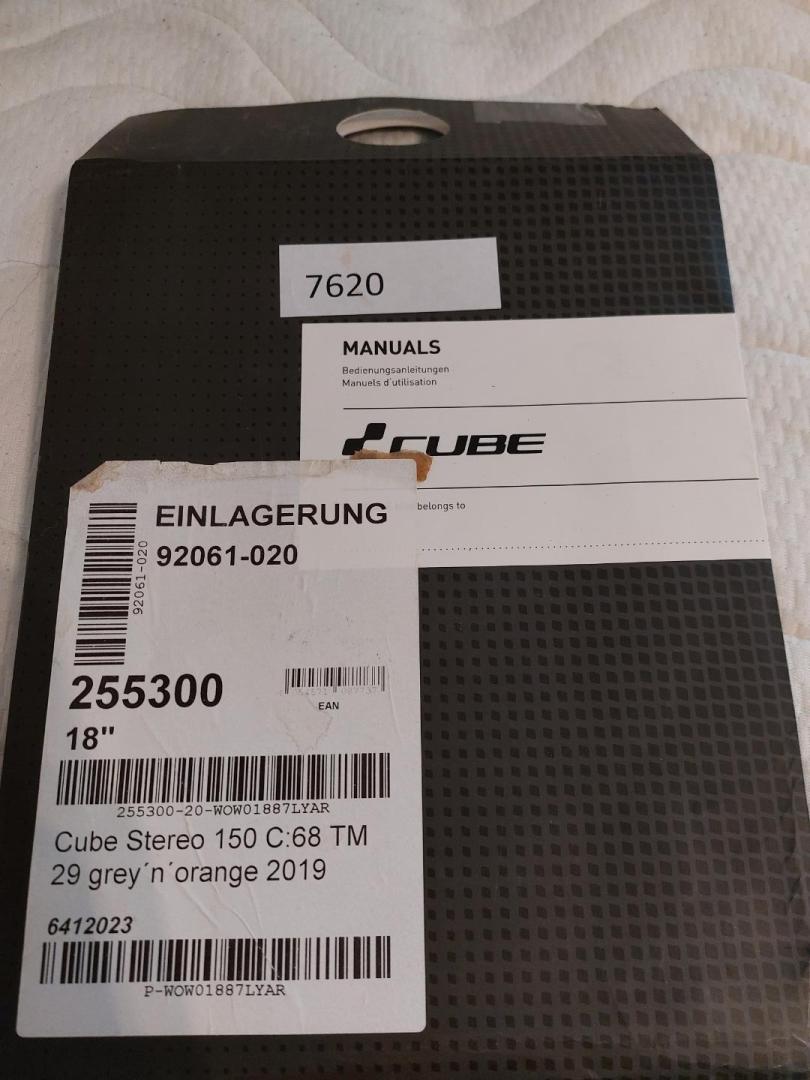 7620
MANUALS
Bedienungsanleitungen
Manuels d'utilisation
CUBE
belongs to
EINLAGERUNG
92061-020
92061-020
255300
EAN
18"
255300-20-WOW01887LYAR
Cube Stereo 150 C:68 TM
29 grey´n´orange 2019
6412023
P-WOW01887LYAR